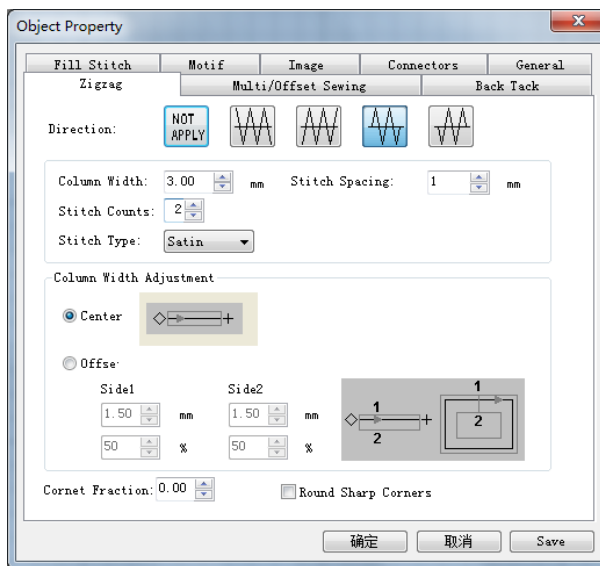 Object Property
Fill Stitch Motif Image Connectors General
Zigzag Multi/Offset Sewing Back Tack
Direction: NOT APPLY
Column Width: 3.00 mm Stitch Spacing: 1 mm
Stitch Counts: 2
Stitch Type: Satin
Column Width Adjustment
Center
Offse
Side1 Side2
1.50 mm 1.50 mm
50 % 50 %
1
2
1
2
Cornet Fraction: 0.00 Round Sharp Corners
确定 取消 Save